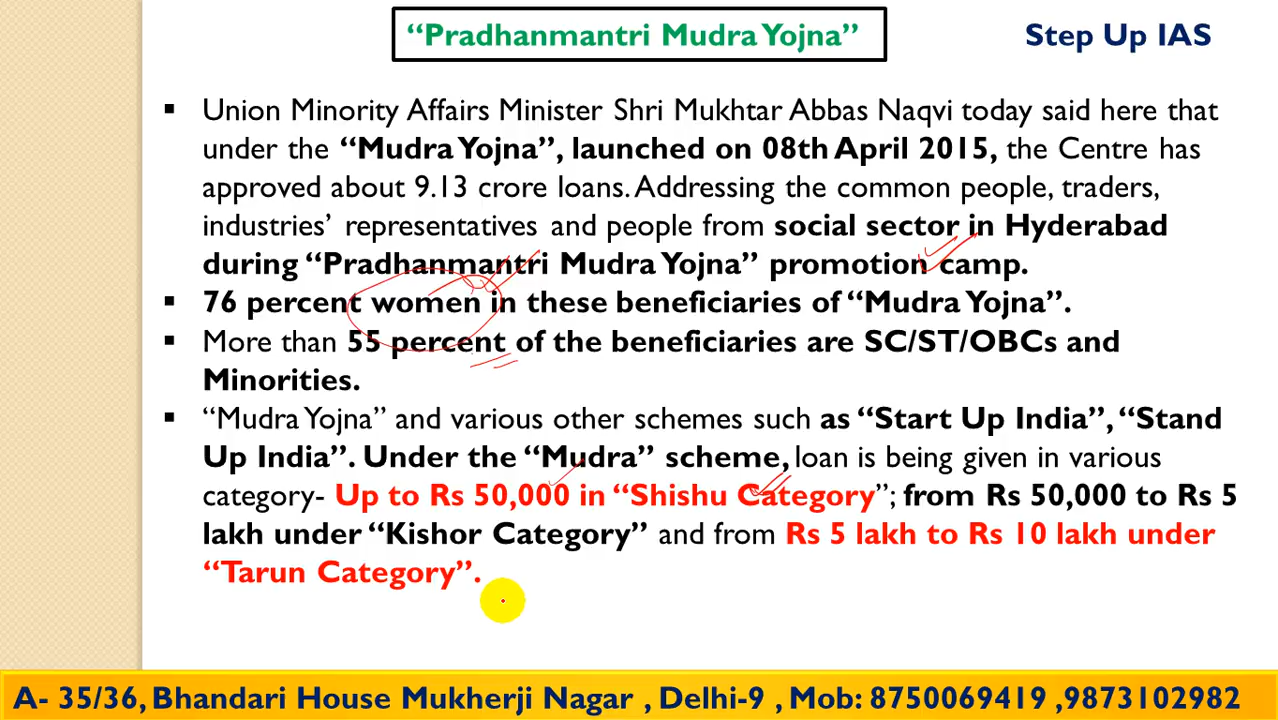 “Pradhanmantri Mudra Yojna”
Step Up IAS
▪ Union Minority Affairs Minister Shri Mukhtar Abbas Naqvi today said here that
under the “Mudra Yojna”, launched on 08th April 2015, the Centre has
approved about 9.13 crore loans. Addressing the common people, traders,
industries’ representatives and people from social sector in Hyderabad
during “Pradhanmantri Mudra Yojna” promotion camp.
▪ 76 percent women in these beneficiaries of “Mudra Yojna”.
▪ More than 55 percent of the beneficiaries are SC/ST/OBCs and
Minorities.
▪ “Mudra Yojna” and various other schemes such as “Start Up India”, “Stand
Up India”. Under the “Mudra” scheme, loan is being given in various
category- Up to Rs 50,000 in “Shishu Category”; from Rs 50,000 to Rs 5
lakh under “Kishor Category” and from Rs 5 lakh to Rs 10 lakh under
“Tarun Category”.
A- 35/36, Bhandari House Mukherji Nagar , Delhi-9 , Mob: 8750069419 ,9873102982